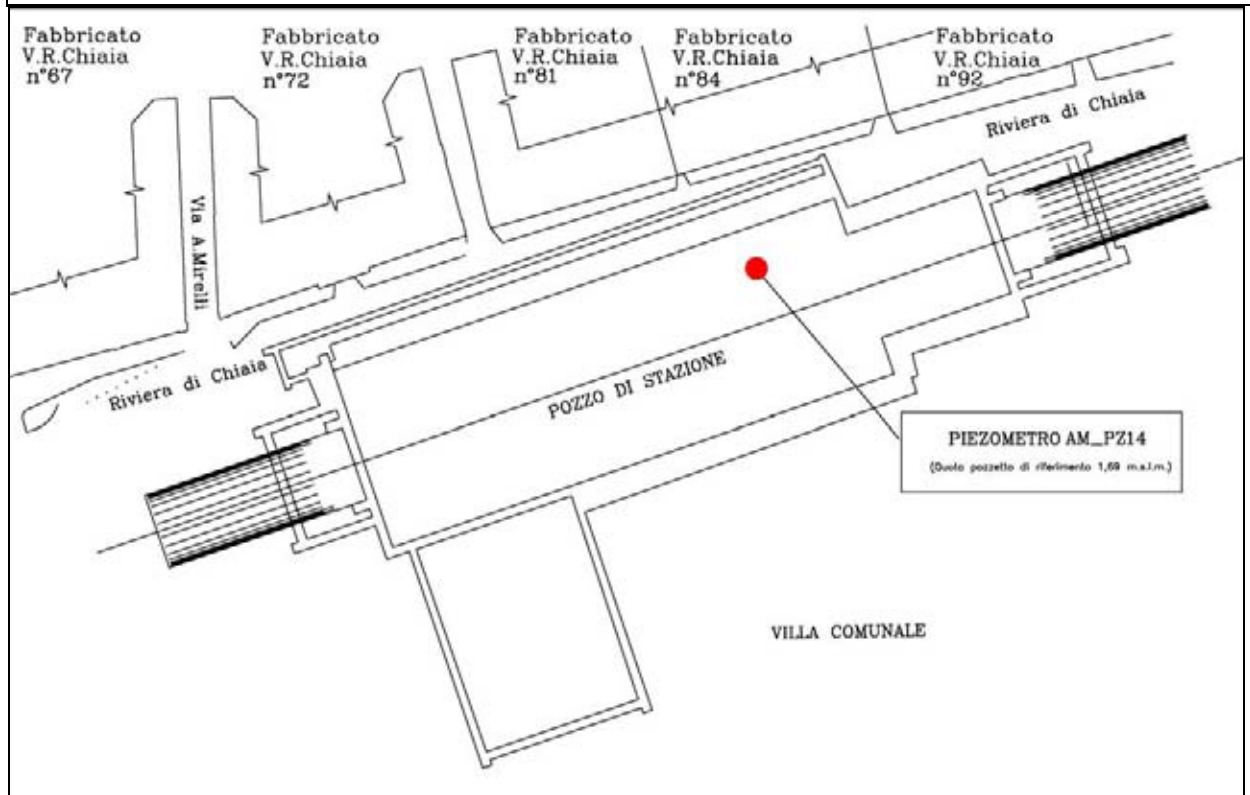 Fabbricato
V.R.Chiaia
n°67
Fabbricato
V.R.Chiaia
n°72
Fabbricato
V.R.Chiaia
n°81
Fabbricato
V.R.Chiaia
n°84
Fabbricato
V.R.Chiaia
n°92
Riviera di Chiaia
Via A.Mirelli
Riviera di Chiaia
POZZO DI STAZIONE
PIEZOMETRO AM_PZ14
(Quota pozzetto di riferimento 1,69 m.s.l.m.)
VILLA COMUNALE